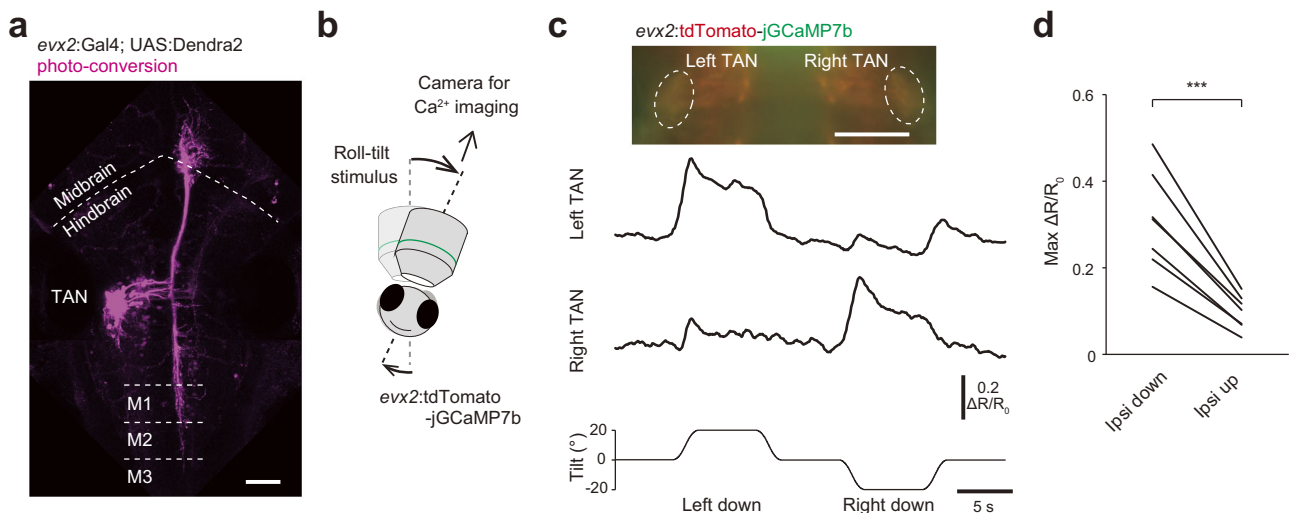 a
evx2:Gal4; UAS:Dendra2
photo-conversion
Midbrain
Hindbrain
TAN
M1
M2
M3
b
Camera for
Ca²⁺ imaging
Roll-tilt
stimulus
evx2:tdTomato
-jGCaMP7b
c
evx2:tdTomato-jGCaMP7b
Left TAN
Right TAN
Left TAN
Right TAN
0.2
ΔR/R₀
Tilt (°)
20
0
-20
Left down
Right down
5 s
d
***
Max ΔR/R₀
0.6
0.4
0.2
0
Ipsi down
Ipsi up